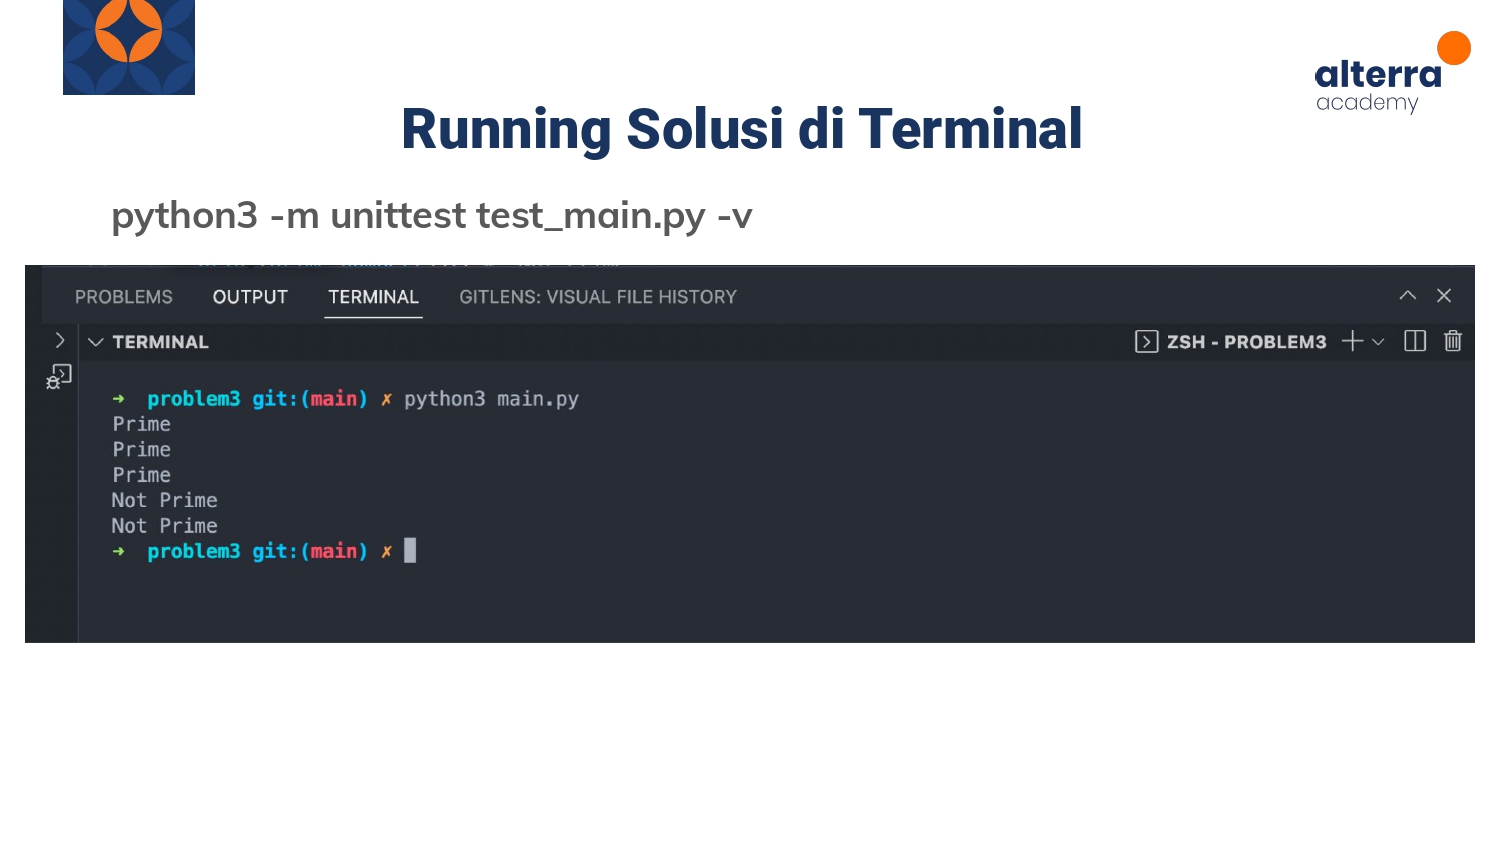 alterra
academy
Running Solusi di Terminal
python3 -m unittest test_main.py -v
PROBLEMS OUTPUT TERMINAL GITLENS: VISUAL FILE HISTORY
TERMINAL ZSH - PROBLEM3
➜ problem3 git:(main) ✗ python3 main.py
Prime
Prime
Prime
Not Prime
Not Prime
➜ problem3 git:(main) ✗